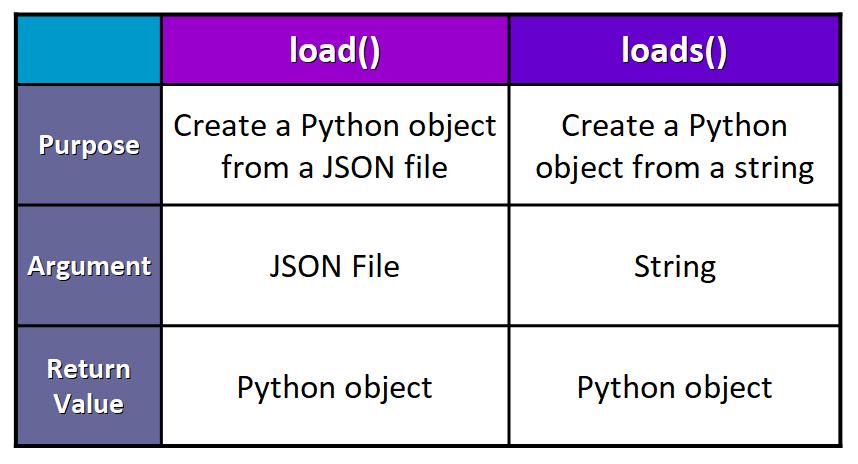 load()
loads()
Purpose
Create a Python object
from a JSON file
Create a Python
object from a string
Argument
JSON File
String
Return
Value
Python object
Python object